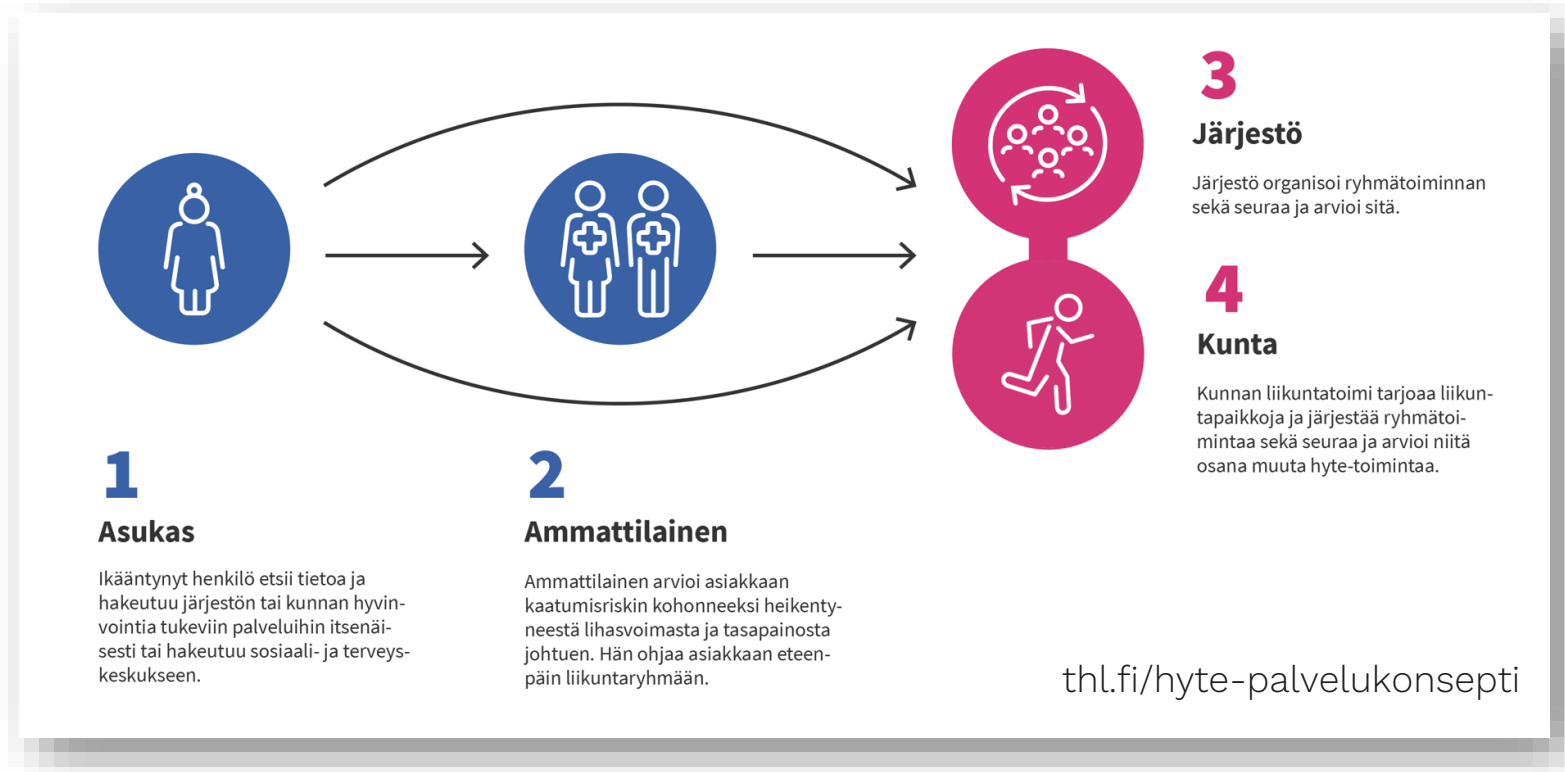 1
Asukas
Ikääntynyt henkilö etsii tietoa ja
hakeutuu järjestön tai kunnan hyvin-
vointia tukeviin palveluihin itsenäi-
sesti tai hakeutuu sosiaali- ja terveys-
keskukseen.
2
Ammattilainen
Ammattilainen arvioi asiakkaan
kaatumisriskin kohonneeksi heikenty-
neestä lihasvoimasta ja tasapainosta
johtuen. Hän ohjaa asiakkaan eteen-
päin liikuntaryhmään.
3
Järjestö
Järjestö organisoi ryhmätoiminnan
sekä seuraa ja arvioi sitä.
4
Kunta
Kunnan liikuntatoimi tarjoaa liikun-
tapaikkoja ja järjestää ryhmätoi-
mintaa sekä seuraa ja arvioi niitä
osana muuta hyte-toimintaa.
thl.fi/hyte-palvelukonsepti